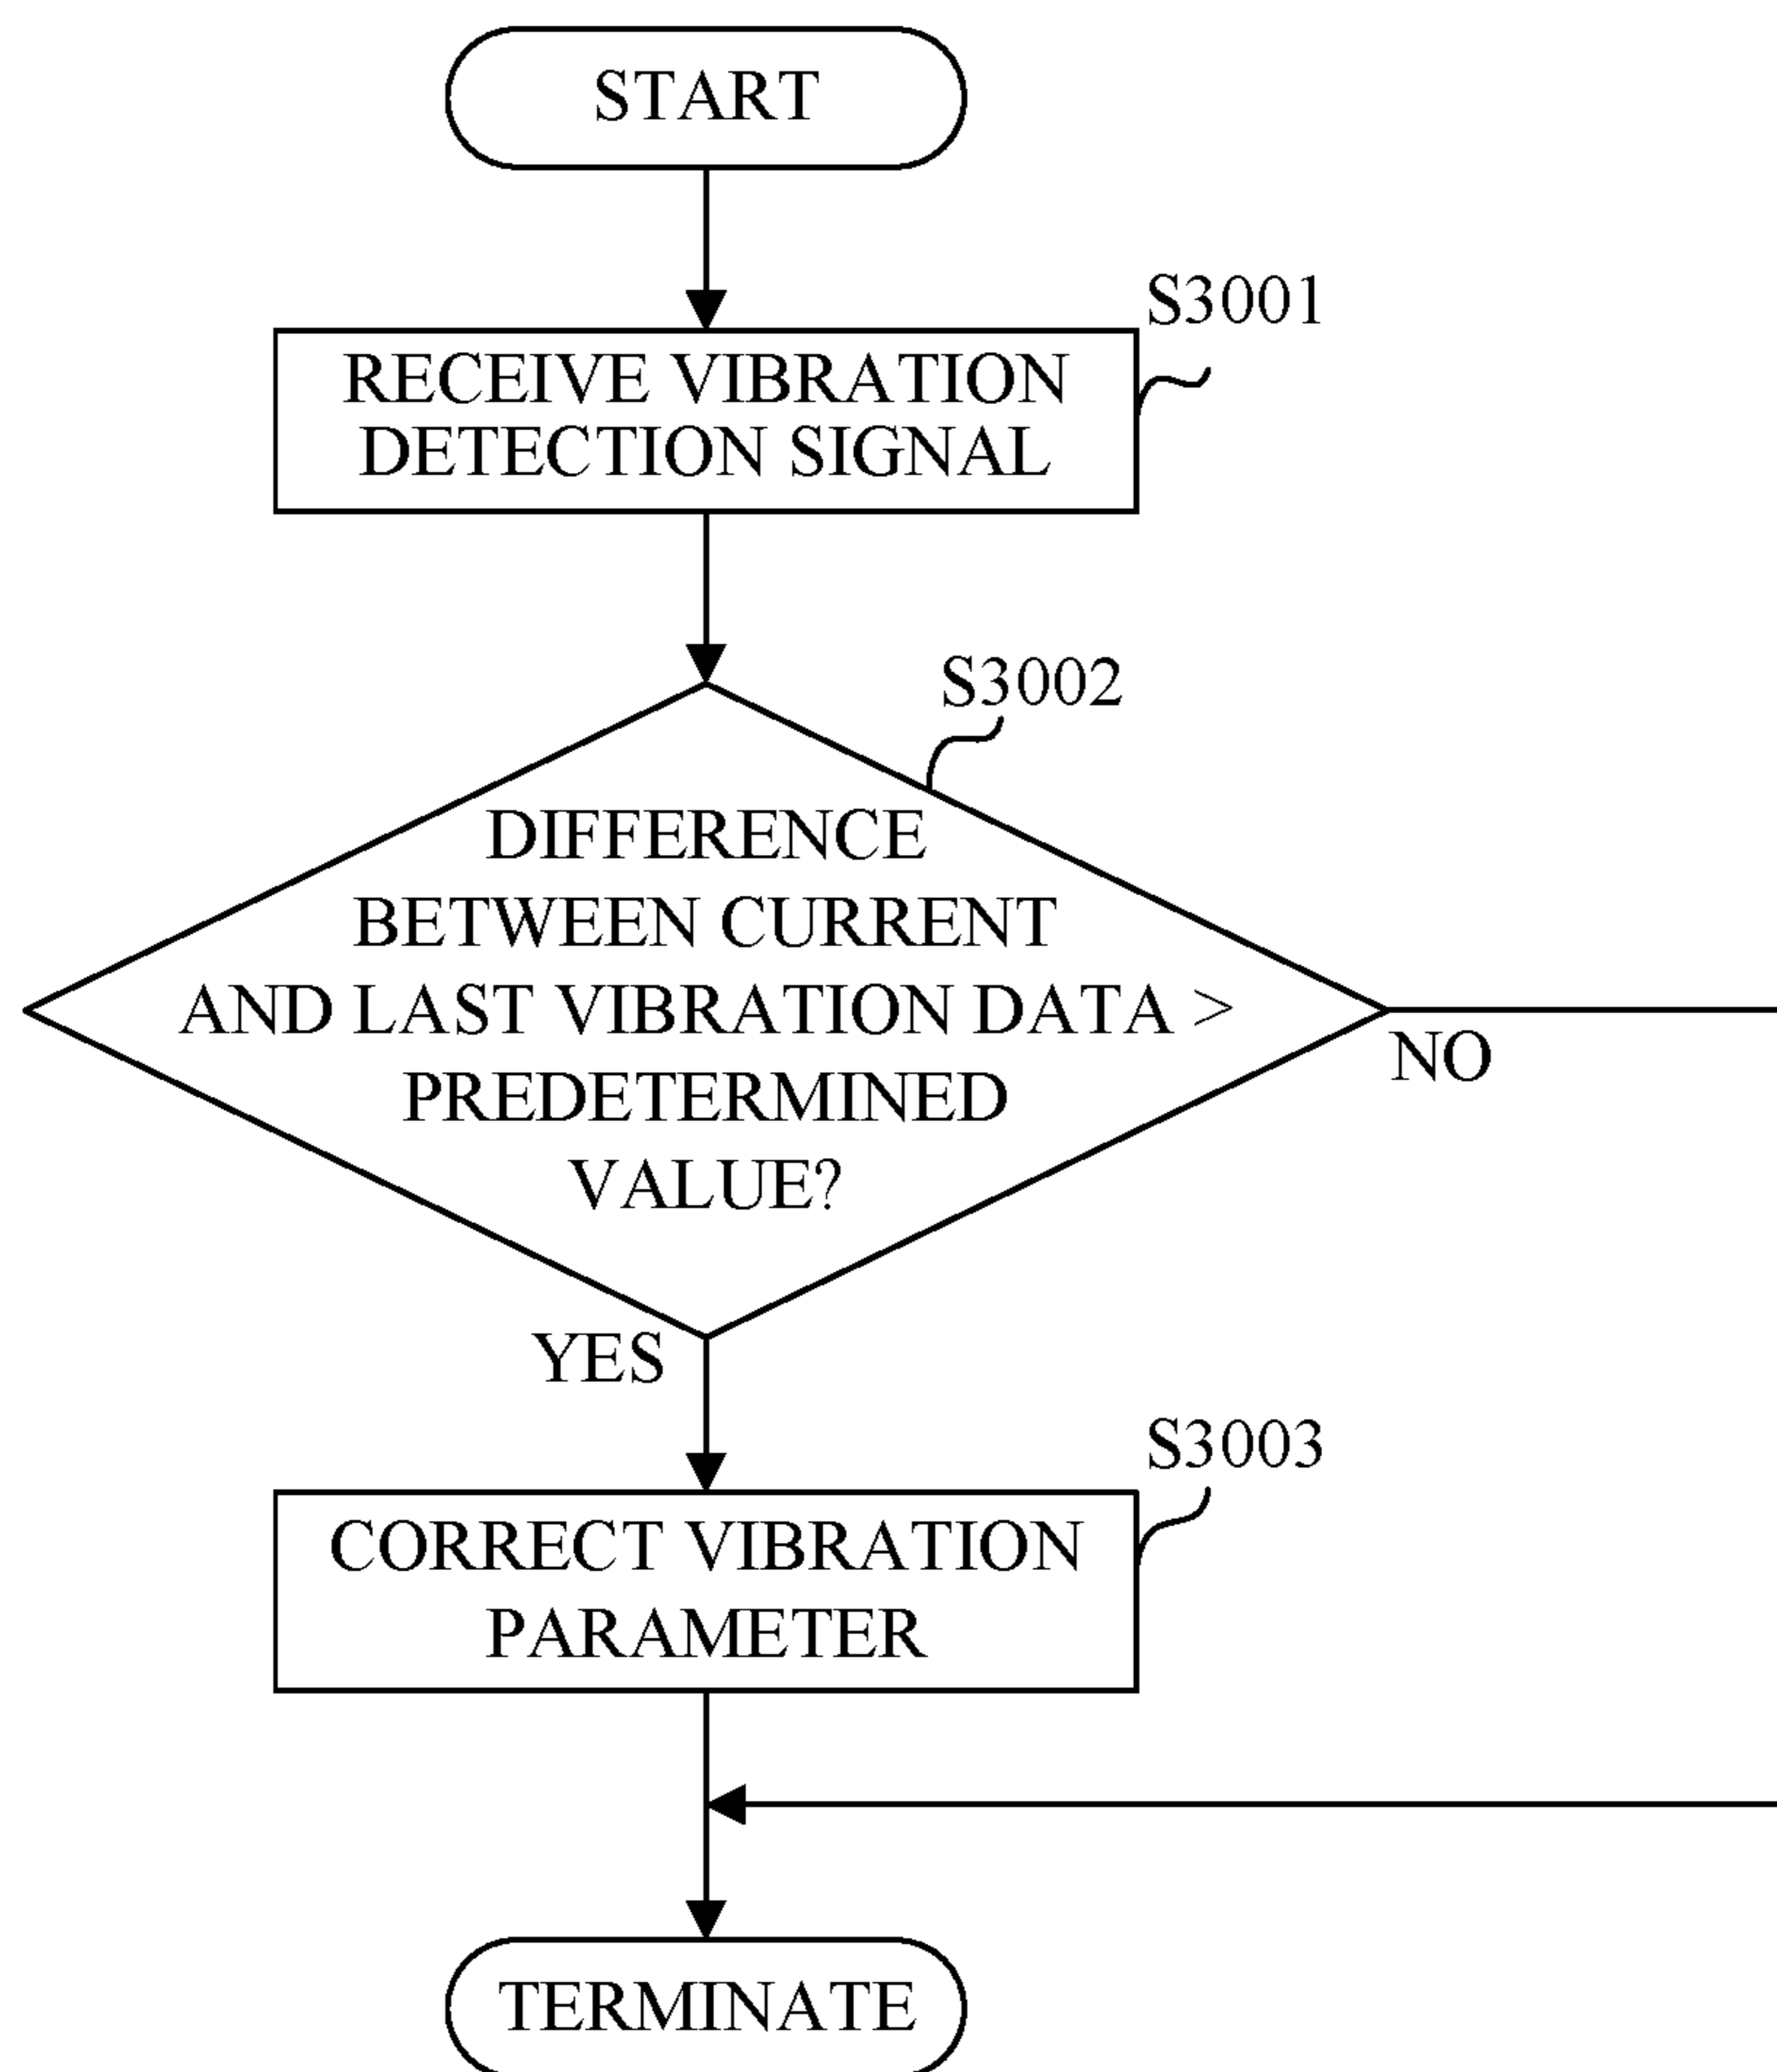 START
S3001
RECEIVE VIBRATION
DETECTION SIGNAL
S3002
DIFFERENCE
BETWEEN CURRENT
AND LAST VIBRATION DATA >
PREDETERMINED
VALUE?
NO
YES
S3003
CORRECT VIBRATION
PARAMETER
TERMINATE